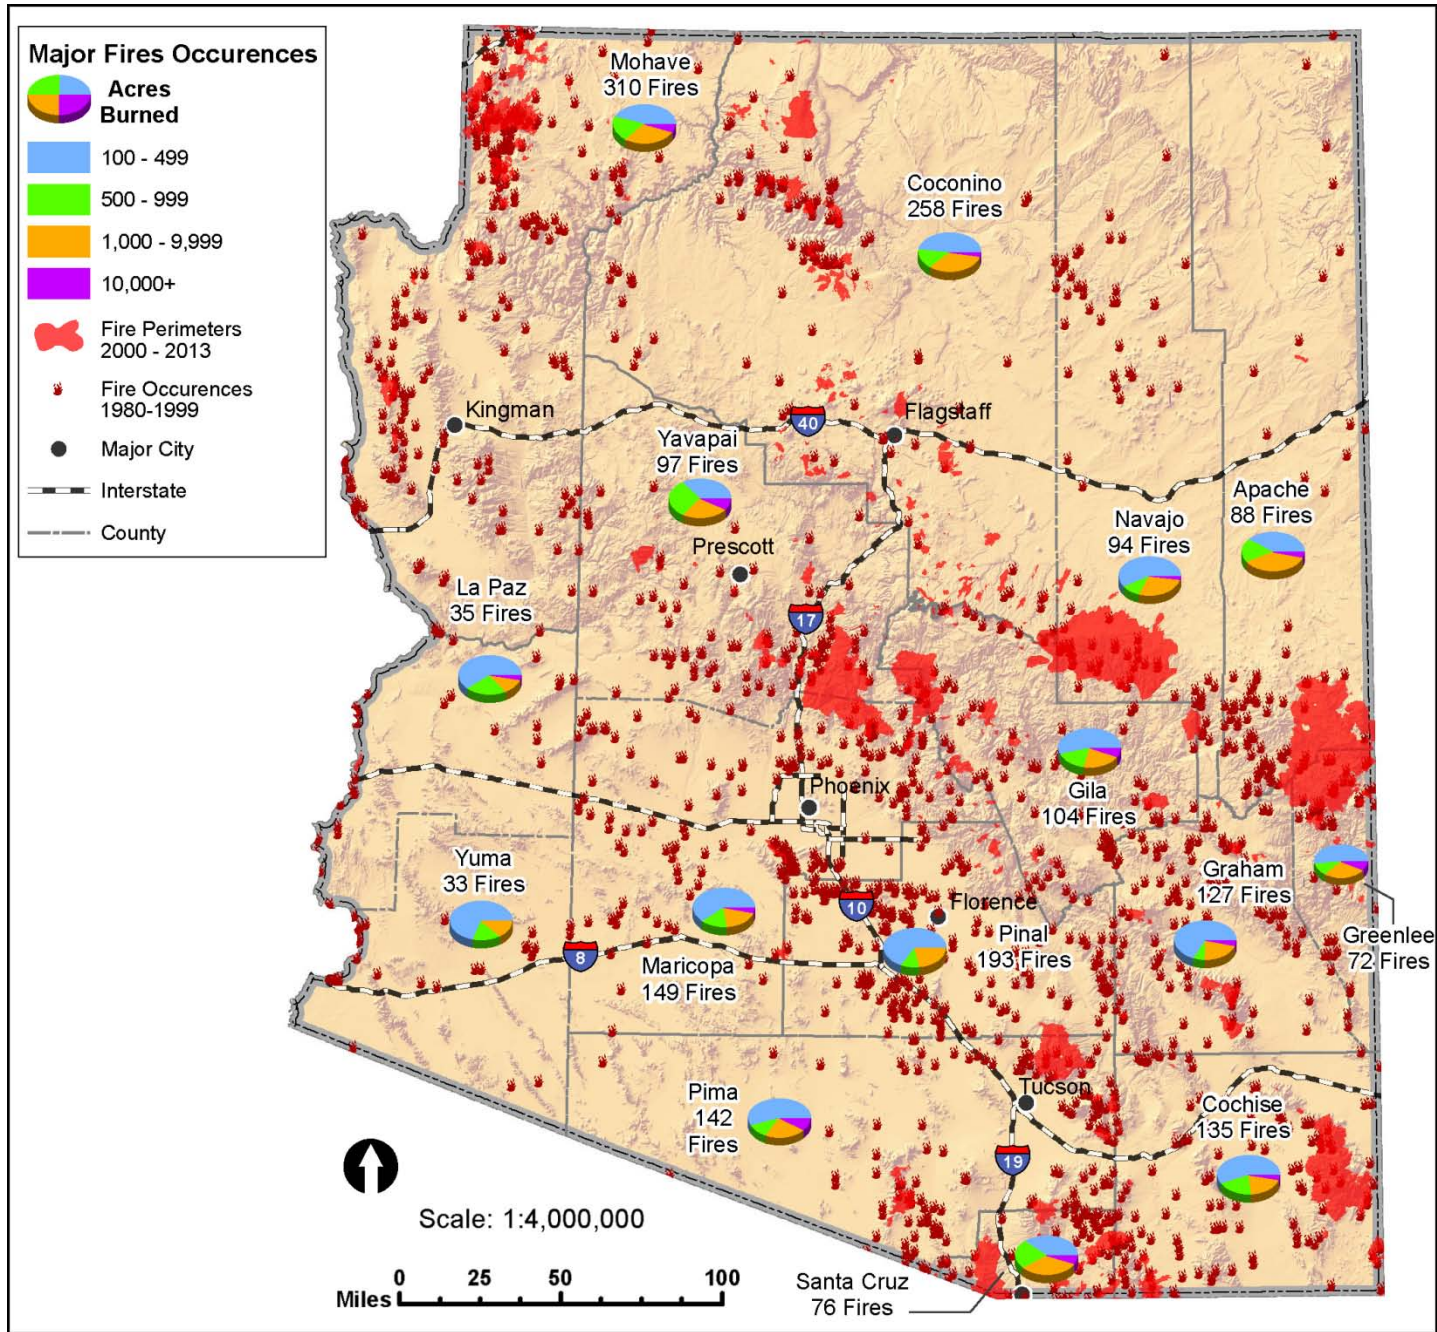 Major Fires Occurences
Acres
Burned
100 - 499
500 - 999
1,000 - 9,999
10,000+
Fire Perimeters
2000 - 2013
Fire Occurences
1980-1999
Major City
Interstate
County
Mohave
310 Fires
Coconino
258 Fires
Kingman
40
Flagstaff
Yavapai
97 Fires
Apache
88 Fires
Navajo
94 Fires
Prescott
La Paz
35 Fires
17
Phoenix
Gila
104 Fires
Yuma
33 Fires
Graham
127 Fires
10
Florence
Pinal
193 Fires
Greenlee
72 Fires
8
Maricopa
149 Fires
Pima
142
Fires
Tucson
Cochise
135 Fires
19
Scale: 1:4,000,000
0 25 50 100
Miles
Santa Cruz
76 Fires